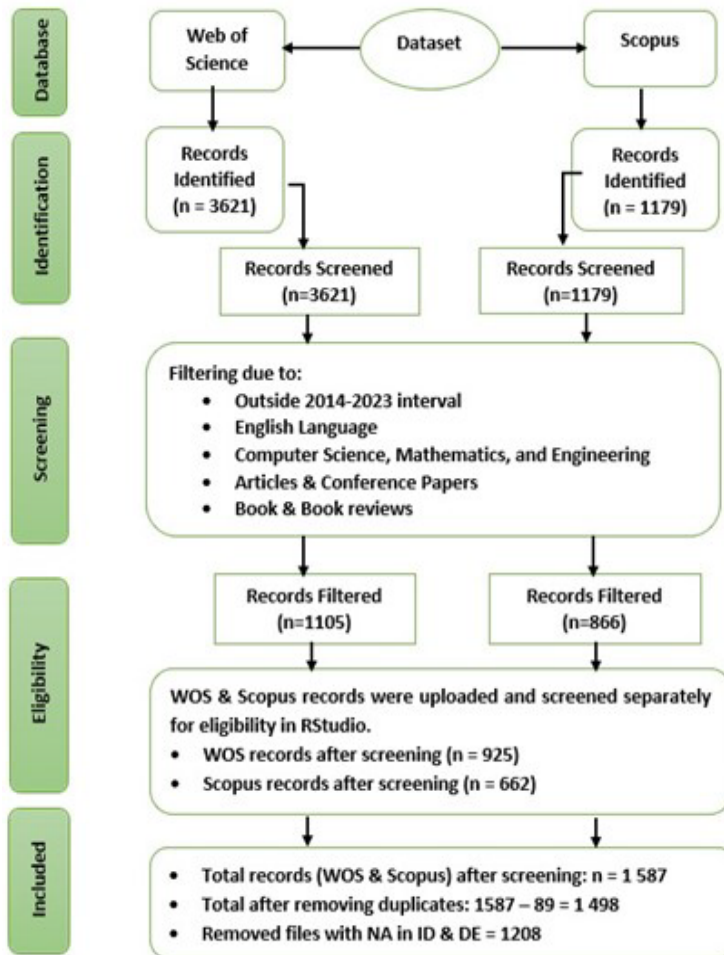 Database
Web of
Science
Dataset
Scopus
Identification
Records
Identified
(n = 3621)
Records
Identified
(n = 1179)
Records Screened
(n=3621)
Records Screened
(n=1179)
Screening
Filtering due to:
• Outside 2014-2023 interval
• English Language
• Computer Science, Mathematics, and Engineering
• Articles & Conference Papers
• Book & Book reviews
Eligibility
Records Filtered
(n=1105)
Records Filtered
(n=866)
WOS & Scopus records were uploaded and screened separately
for eligibility in RStudio.
• WOS records after screening (n = 925)
• Scopus records after screening (n = 662)
Included
• Total records (WOS & Scopus) after screening: n = 1 587
• Total after removing duplicates: 1587 – 89 = 1 498
• Removed files with NA in ID & DE = 1208